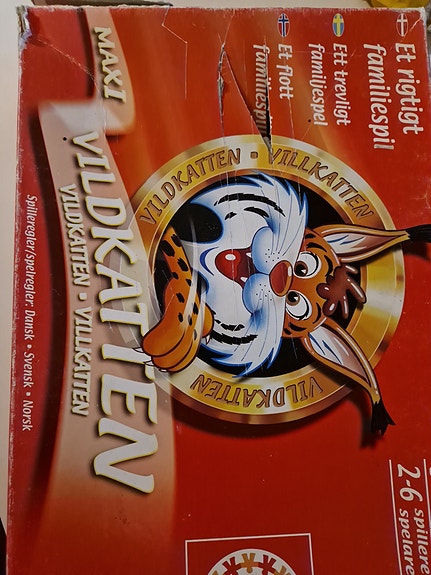 Et rigtigt
familiespil
Ett trevligt
familjespel
Et flott
familiespill
VILDKATTEN • VILLKATTEN
VILDKATTEN
MAXI
VILDKATTEN
VILDKATTEN • VILLKATTEN
Spilleregler/spelregler: Dansk • Svensk • Norsk
2-6 spillere
spelare